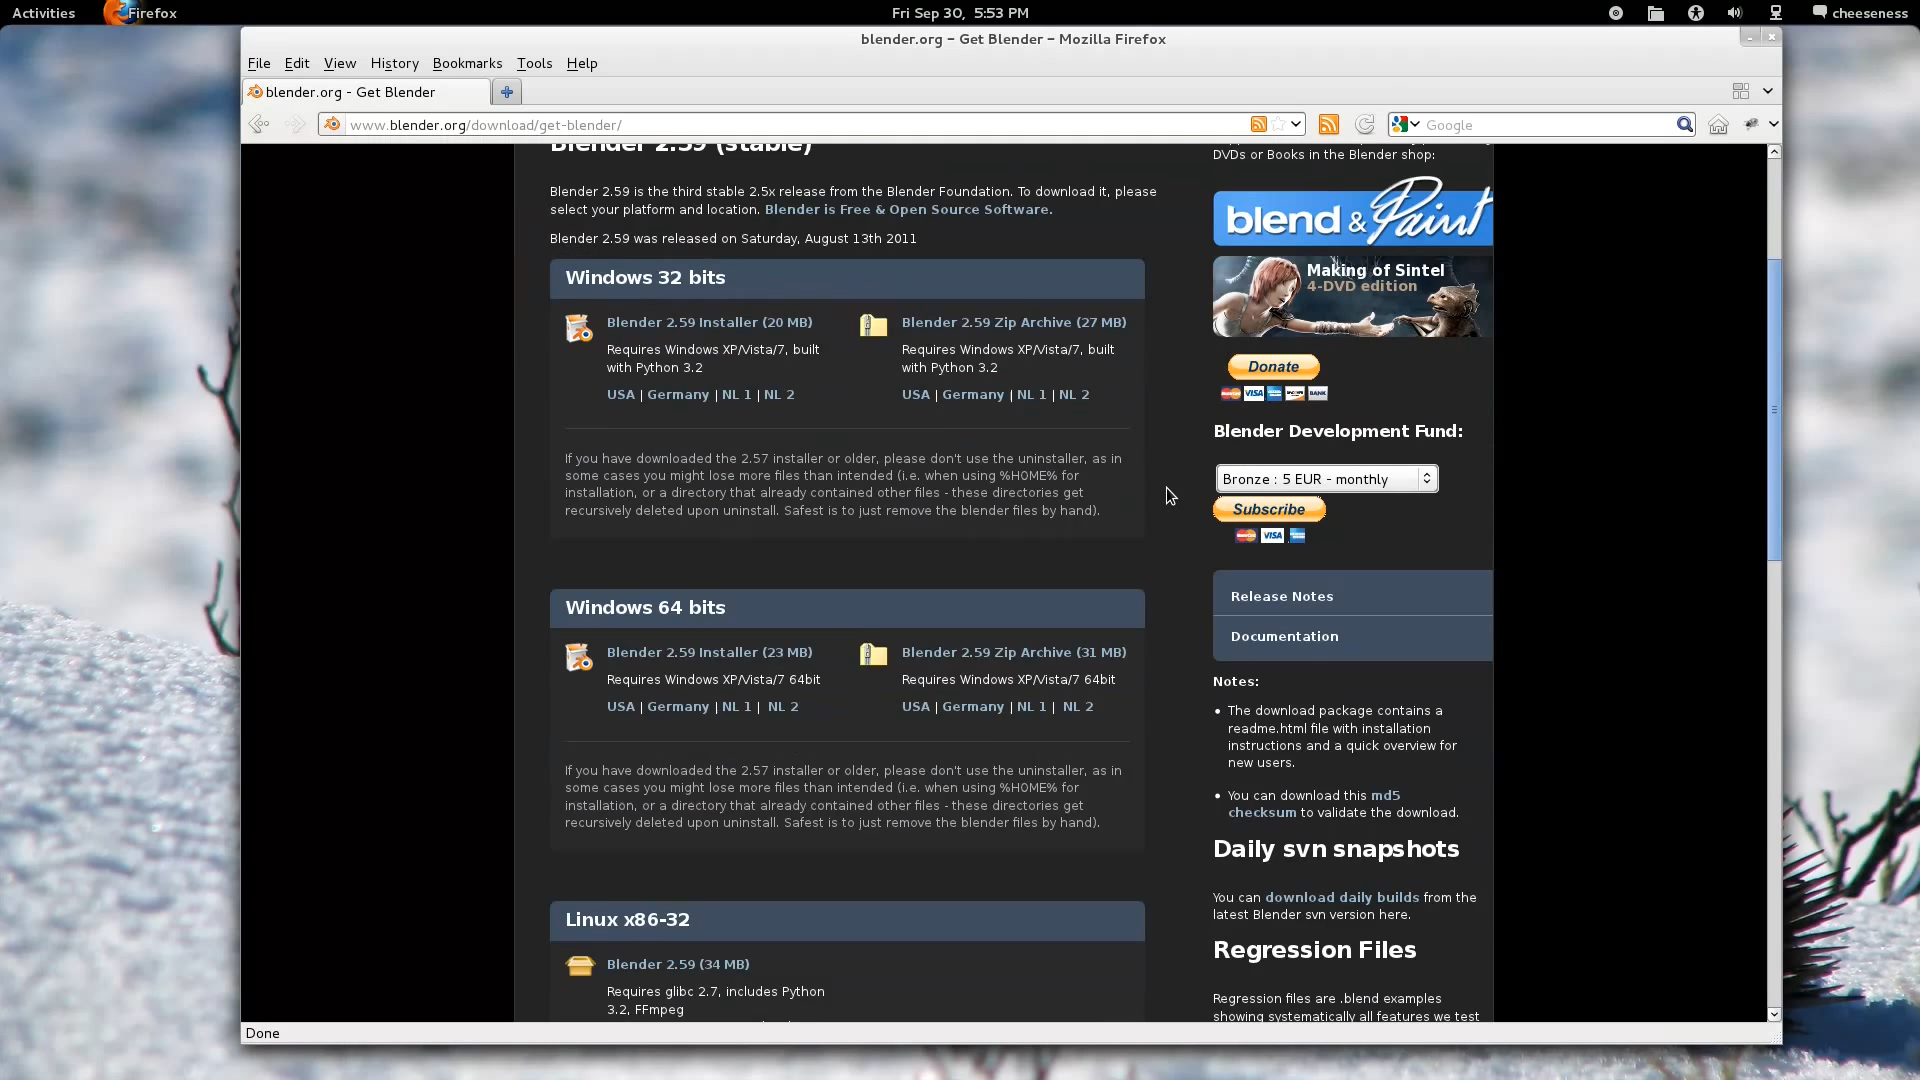 Activities
Firefox
Fri Sep 30, 5:53 PM
cheeseness
blender.org – Get Blender – Mozilla Firefox
File Edit View History Bookmarks Tools Help
blender.org - Get Blender
www.blender.org/download/get-blender/
Google
Blender 2.59 (stable)
Blender 2.59 is the third stable 2.5x release from the Blender Foundation. To download it, please
select your platform and location. Blender is Free & Open Source Software.
Blender 2.59 was released on Saturday, August 13th 2011
Windows 32 bits
Blender 2.59 Installer (20 MB)
Requires Windows XP/Vista/7, built
with Python 3.2
USA | Germany | NL 1 | NL 2
Blender 2.59 Zip Archive (27 MB)
Requires Windows XP/Vista/7, built
with Python 3.2
USA | Germany | NL 1 | NL 2
If you have downloaded the 2.57 installer or older, please don't use the uninstaller, as in
some cases you might lose more files than intended (i.e. when using %HOME% for
installation, or a directory that already contained other files - these directories get
recursively deleted upon uninstall. Safest is to just remove the blender files by hand).
Windows 64 bits
Blender 2.59 Installer (23 MB)
Requires Windows XP/Vista/7 64bit
USA | Germany | NL 1 | NL 2
Blender 2.59 Zip Archive (31 MB)
Requires Windows XP/Vista/7 64bit
USA | Germany | NL 1 | NL 2
If you have downloaded the 2.57 installer or older, please don't use the uninstaller, as in
some cases you might lose more files than intended (i.e. when using %HOME% for
installation, or a directory that already contained other files - these directories get
recursively deleted upon uninstall. Safest is to just remove the blender files by hand).
Linux x86-32
Blender 2.59 (34 MB)
Requires glibc 2.7, includes Python
3.2, FFmpeg
DVDs or Books in the Blender shop:
blend & Paint
Making of Sintel
4-DVD edition
Donate
VISA
BANK
Blender Development Fund:
Bronze : 5 EUR - monthly
Subscribe
VISA
Release Notes
Documentation
Notes:
• The download package contains a
readme.html file with installation
instructions and a quick overview for
new users.
• You can download this md5
checksum to validate the download.
Daily svn snapshots
You can download daily builds from the
latest Blender svn version here.
Regression Files
Regression files are .blend examples
showing systematically all features we test
Done